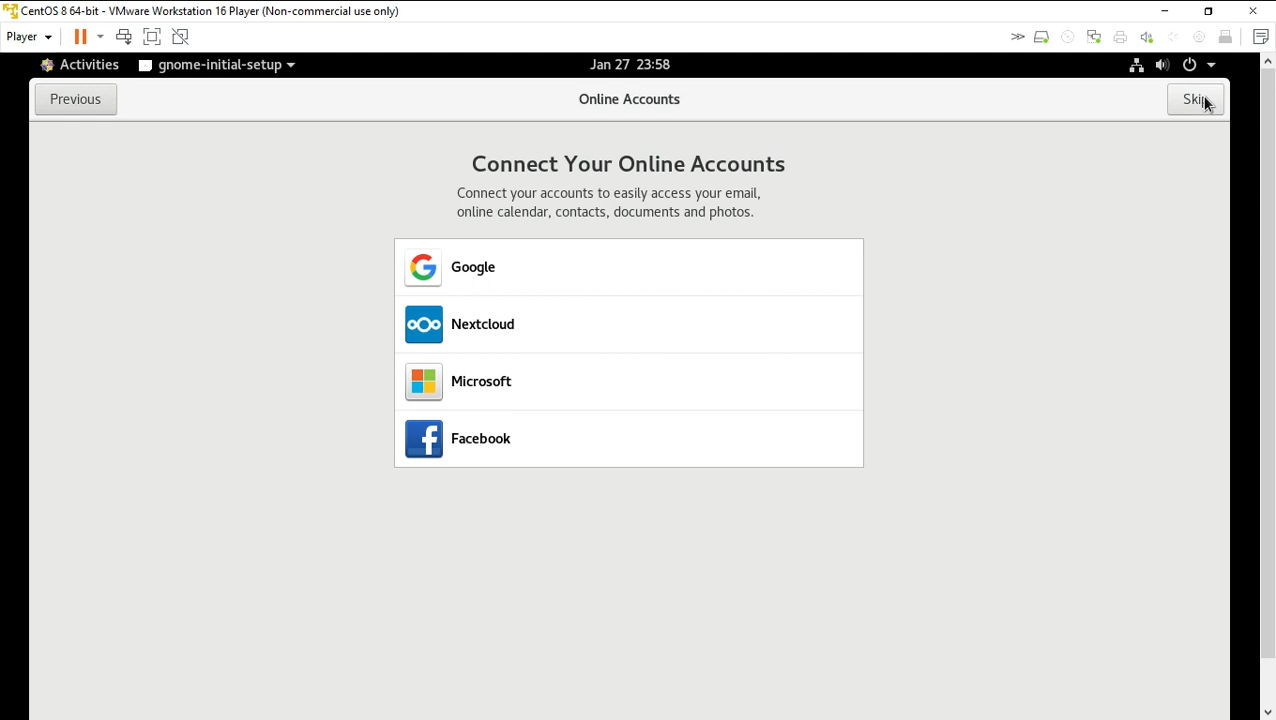 CentOS 8 64-bit - VMware Workstation 16 Player (Non-commercial use only)
Player
Activities gnome-initial-setup Jan 27 23:58
Previous Online Accounts Skip
Connect Your Online Accounts
Connect your accounts to easily access your email,
online calendar, contacts, documents and photos.
Google
Nextcloud
Microsoft
Facebook